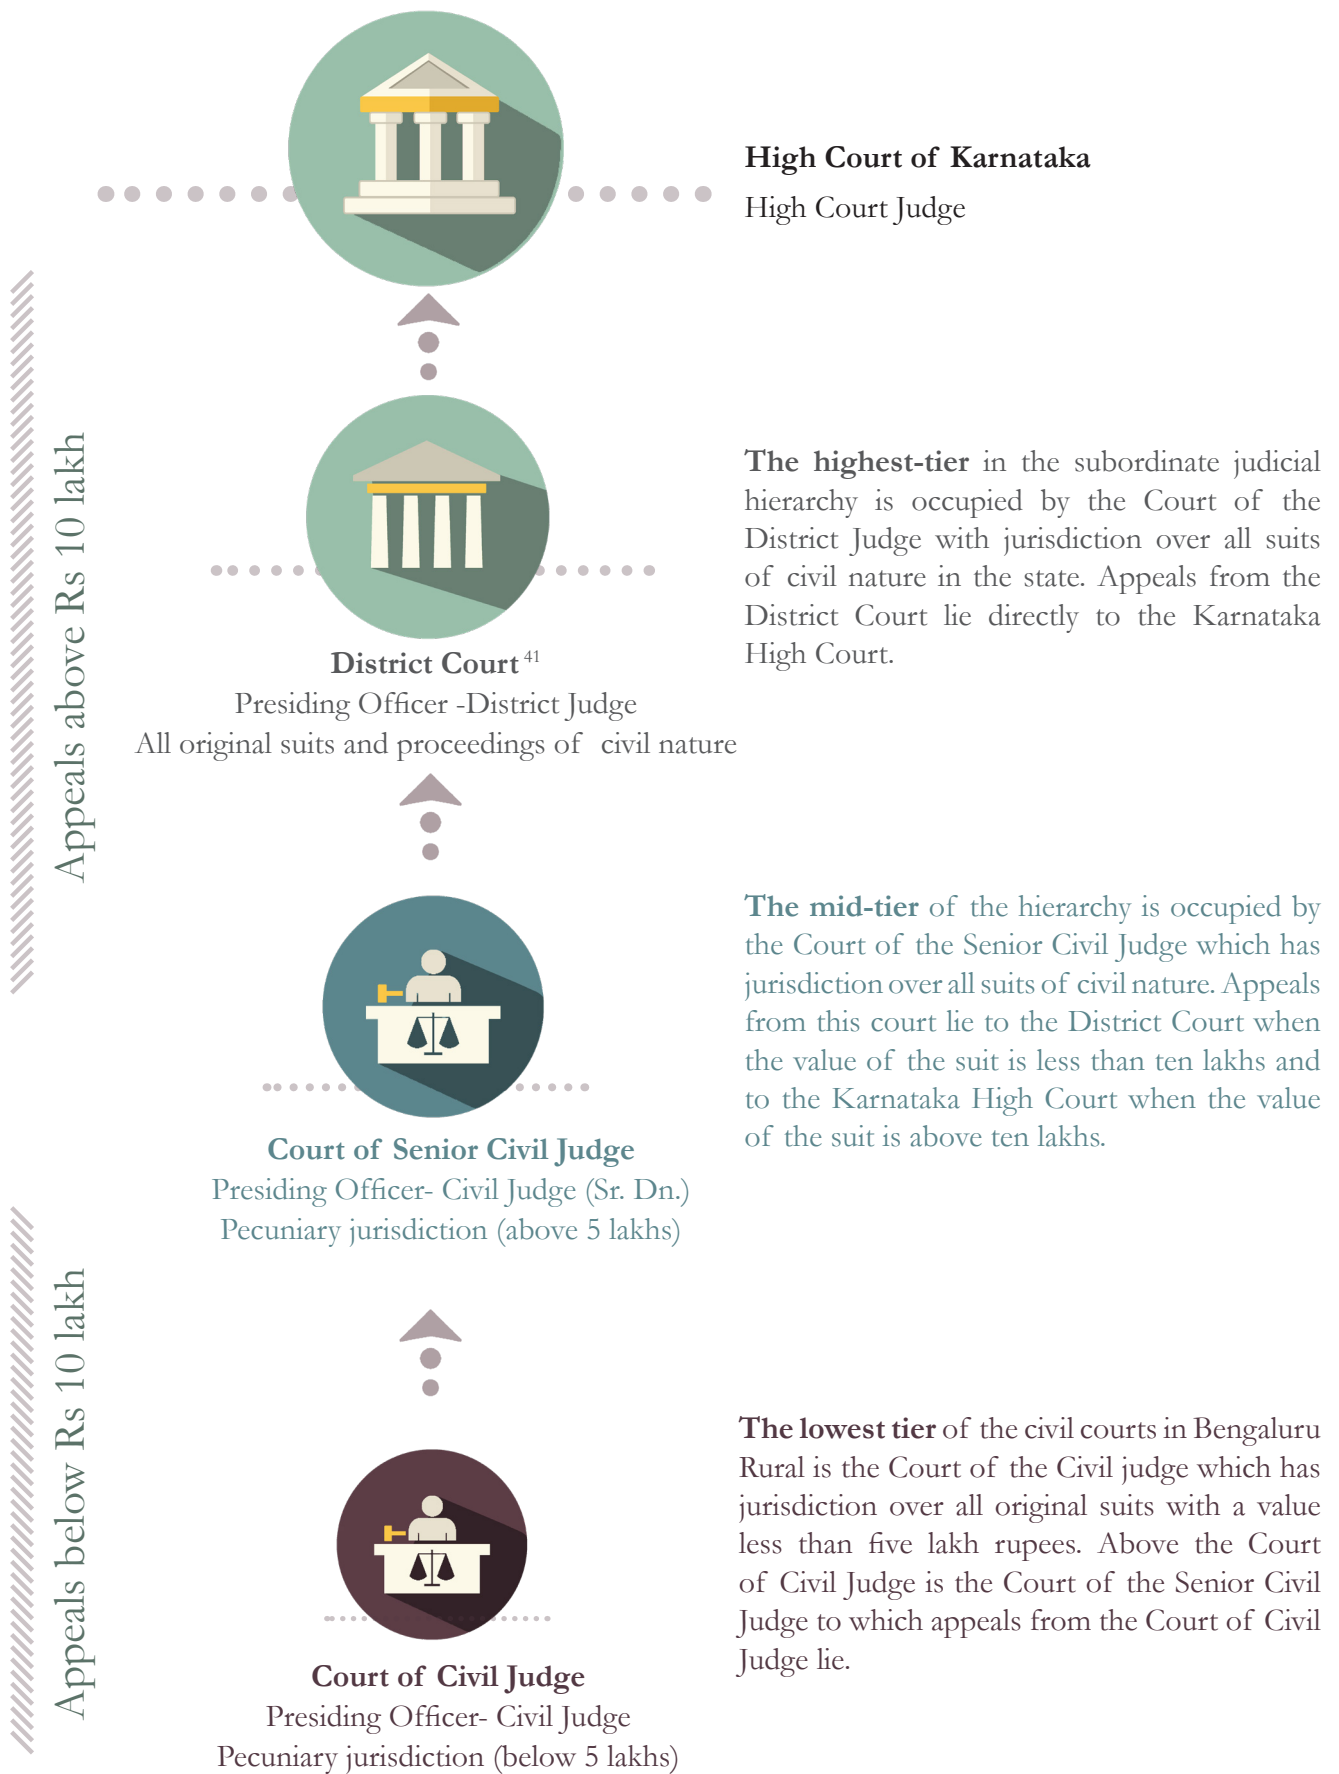 High Court of Karnataka
High Court Judge
Appeals above Rs 10 lakh
District Court 41
Presiding Officer -District Judge
All original suits and proceedings of civil nature
The highest-tier in the subordinate judicial
hierarchy is occupied by the Court of the
District Judge with jurisdiction over all suits
of civil nature in the state. Appeals from the
District Court lie directly to the Karnataka
High Court.
Court of Senior Civil Judge
Presiding Officer- Civil Judge (Sr. Dn.)
Pecuniary jurisdiction (above 5 lakhs)
The mid-tier of the hierarchy is occupied by
the Court of the Senior Civil Judge which has
jurisdiction over all suits of civil nature. Appeals
from this court lie to the District Court when
the value of the suit is less than ten lakhs and
to the Karnataka High Court when the value
of the suit is above ten lakhs.
Appeals below Rs 10 lakh
Court of Civil Judge
Presiding Officer- Civil Judge
Pecuniary jurisdiction (below 5 lakhs)
The lowest tier of the civil courts in Bengaluru
Rural is the Court of the Civil judge which has
jurisdiction over all original suits with a value
less than five lakh rupees. Above the Court
of Civil Judge is the Court of the Senior Civil
Judge to which appeals from the Court of Civil
Judge lie.